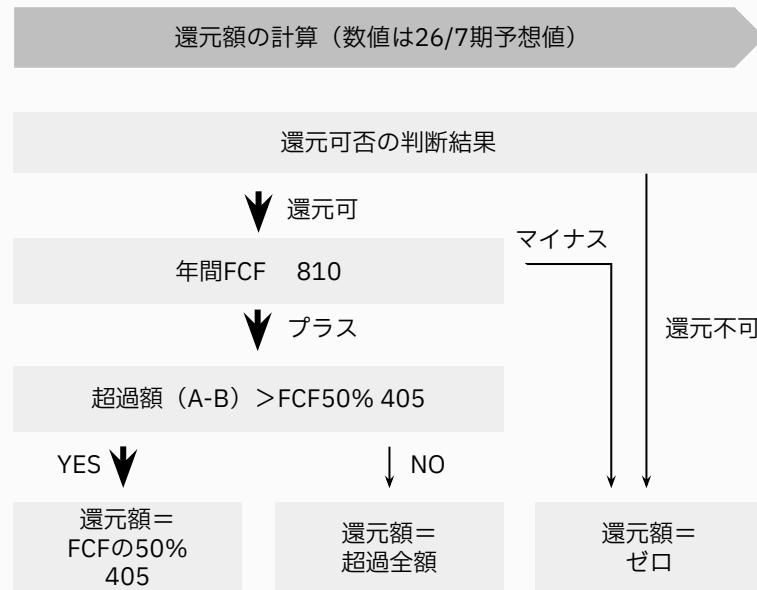 還元額の計算（数値は26/7期予想値）
還元可否の判断結果
還元可
マイナス
年間FCF 810
プラス
還元不可
超過額（A-B）＞FCF50% 405
YES
NO
還元額＝
FCFの50%
405
還元額＝
超過全額
還元額＝
ゼロ